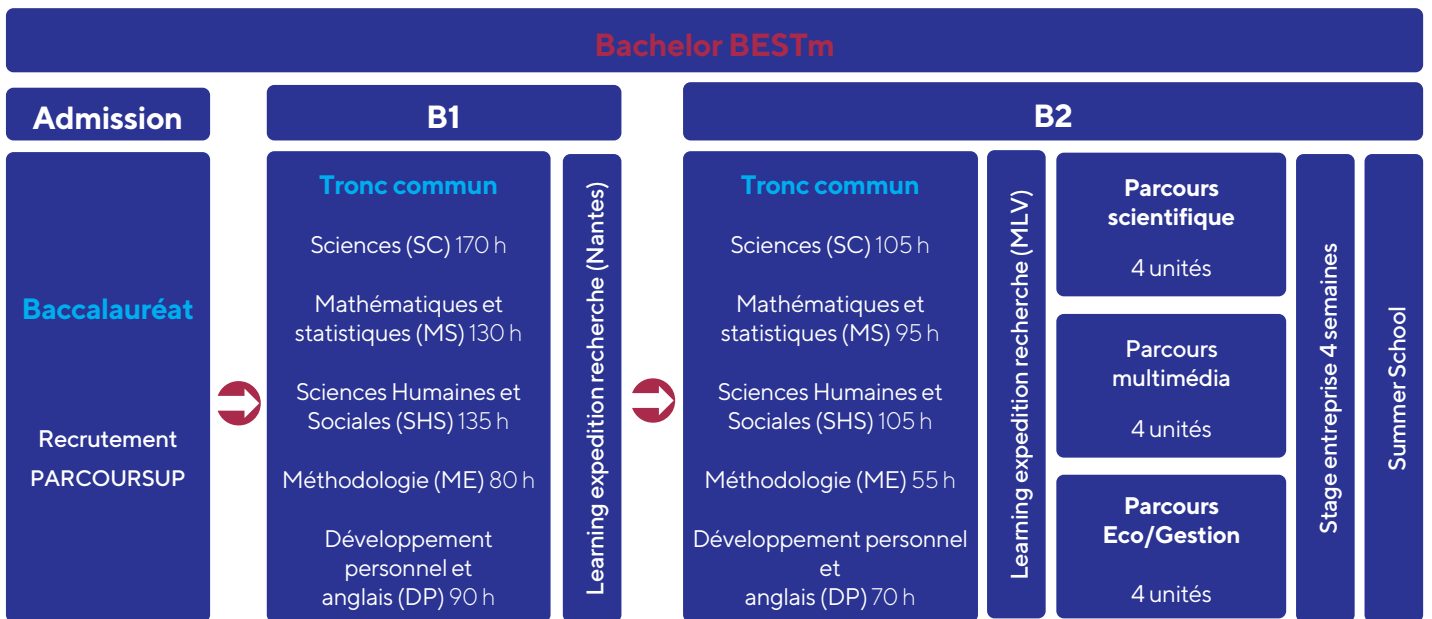 Bachelor BESTm
Admission
Baccalauréat
Recrutement
PARCOURSUP
B1
Tronc commun
Sciences (SC) 170 h
Mathématiques et
statistiques (MS) 130 h
Sciences Humaines et
Sociales (SHS) 135 h
Méthodologie (ME) 80 h
Développement
personnel et
anglais (DP) 90 h
Learning expedition recherche (Nantes)
B2
Tronc commun
Sciences (SC) 105 h
Mathématiques et
statistiques (MS) 95 h
Sciences Humaines et
Sociales (SHS) 105 h
Méthodologie (ME) 55 h
Développement personnel
et
anglais (DP) 70 h
Learning expedition recherche (MLV)
Parcours
scientifique
4 unités
Parcours
multimédia
4 unités
Parcours
Eco/Gestion
4 unités
Stage entreprise 4 semaines
Summer School